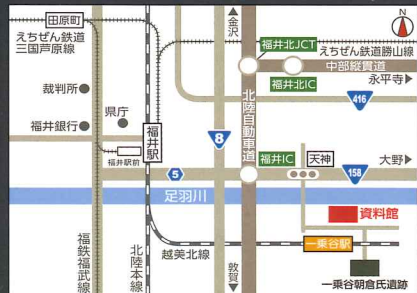 田原町
えちぜん鉄道
三国芦原線
金沢
N
福井北JCT
えちぜん鉄道勝山線
中部縦貫道
永平寺
福井北IC
416
裁判所
県庁
福井銀行
福井駅
福井駅前
8
北陸自動車道
福井IC
天神
大野
5
158
足羽川
資料館
一乗谷駅
越美北線
福鉄福武線
北陸本線
敦賀
一乗谷朝倉氏遺跡